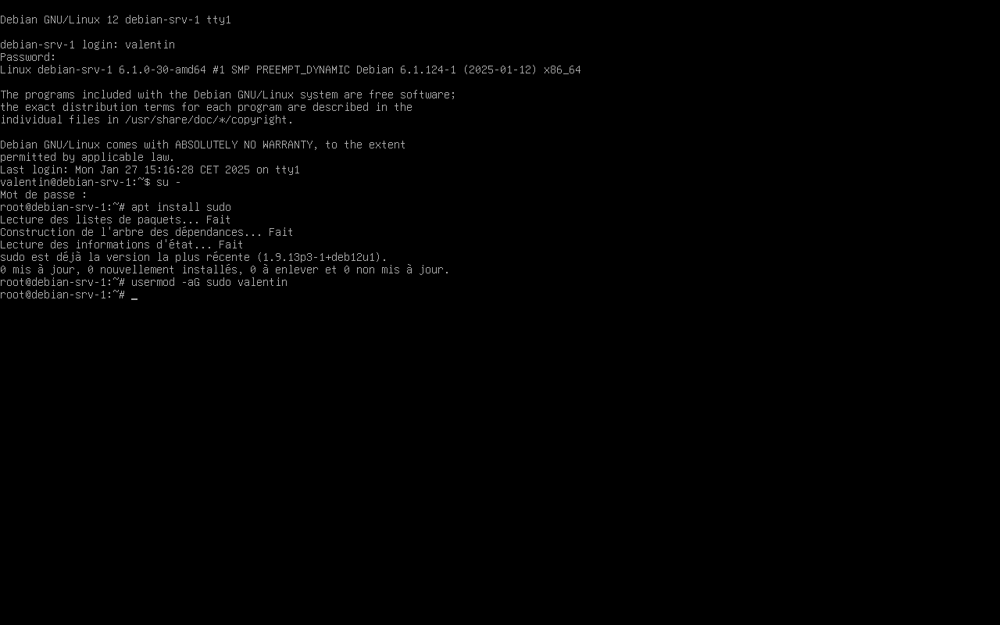 Debian GNU/Linux 12 debian-srv-1 tty1
debian-srv-1 login: valentin
Password:
Linux debian-srv-1 6.1.0-30-amd64 #1 SMP PREEMPT_DYNAMIC Debian 6.1.124-1 (2025-01-12) x86_64
The programs included with the Debian GNU/Linux system are free software;
the exact distribution terms for each program are described in the
individual files in /usr/share/doc/*/copyright.
Debian GNU/Linux comes with ABSOLUTELY NO WARRANTY, to the extent
permitted by applicable law.
Last login: Mon Jan 27 15:16:28 CET 2025 on tty1
valentin@debian-srv-1:~$ su -
Mot de passe :
root@debian-srv-1:~# apt install sudo
Lecture des listes de paquets... Fait
Construction de l'arbre des dépendances... Fait
Lecture des informations d'état... Fait
sudo est déjà la version la plus récente (1.9.13p3-1+deb12u1).
0 mis à jour, 0 nouvellement installés, 0 à enlever et 0 non mis à jour.
root@debian-srv-1:~# usermod -aG sudo valentin
root@debian-srv-1:~# _